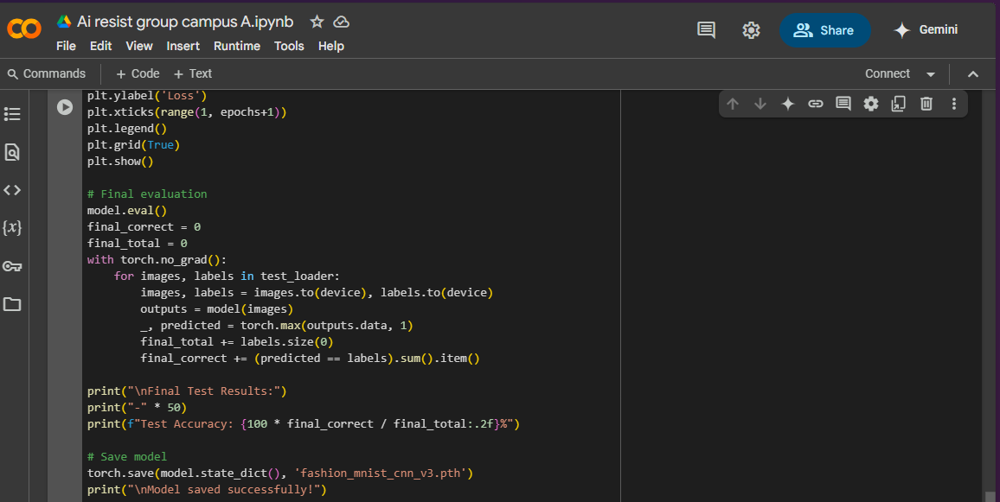 Ai resist group campus A.ipynb
File Edit View Insert Runtime Tools Help
Share
Gemini
Commands + Code + Text
Connect
plt.ylabel('Loss')
plt.xticks(range(1, epochs+1))
plt.legend()
plt.grid(True)
plt.show()
# Final evaluation
model.eval()
final_correct = 0
final_total = 0
with torch.no_grad():
    for images, labels in test_loader:
        images, labels = images.to(device), labels.to(device)
        outputs = model(images)
        _, predicted = torch.max(outputs.data, 1)
        final_total += labels.size(0)
        final_correct += (predicted == labels).sum().item()
print("\nFinal Test Results:")
print("-" * 50)
print(f"Test Accuracy: {100 * final_correct / final_total:.2f}%")
# Save model
torch.save(model.state_dict(), 'fashion_mnist_cnn_v3.pth')
print("\nModel saved successfully!")